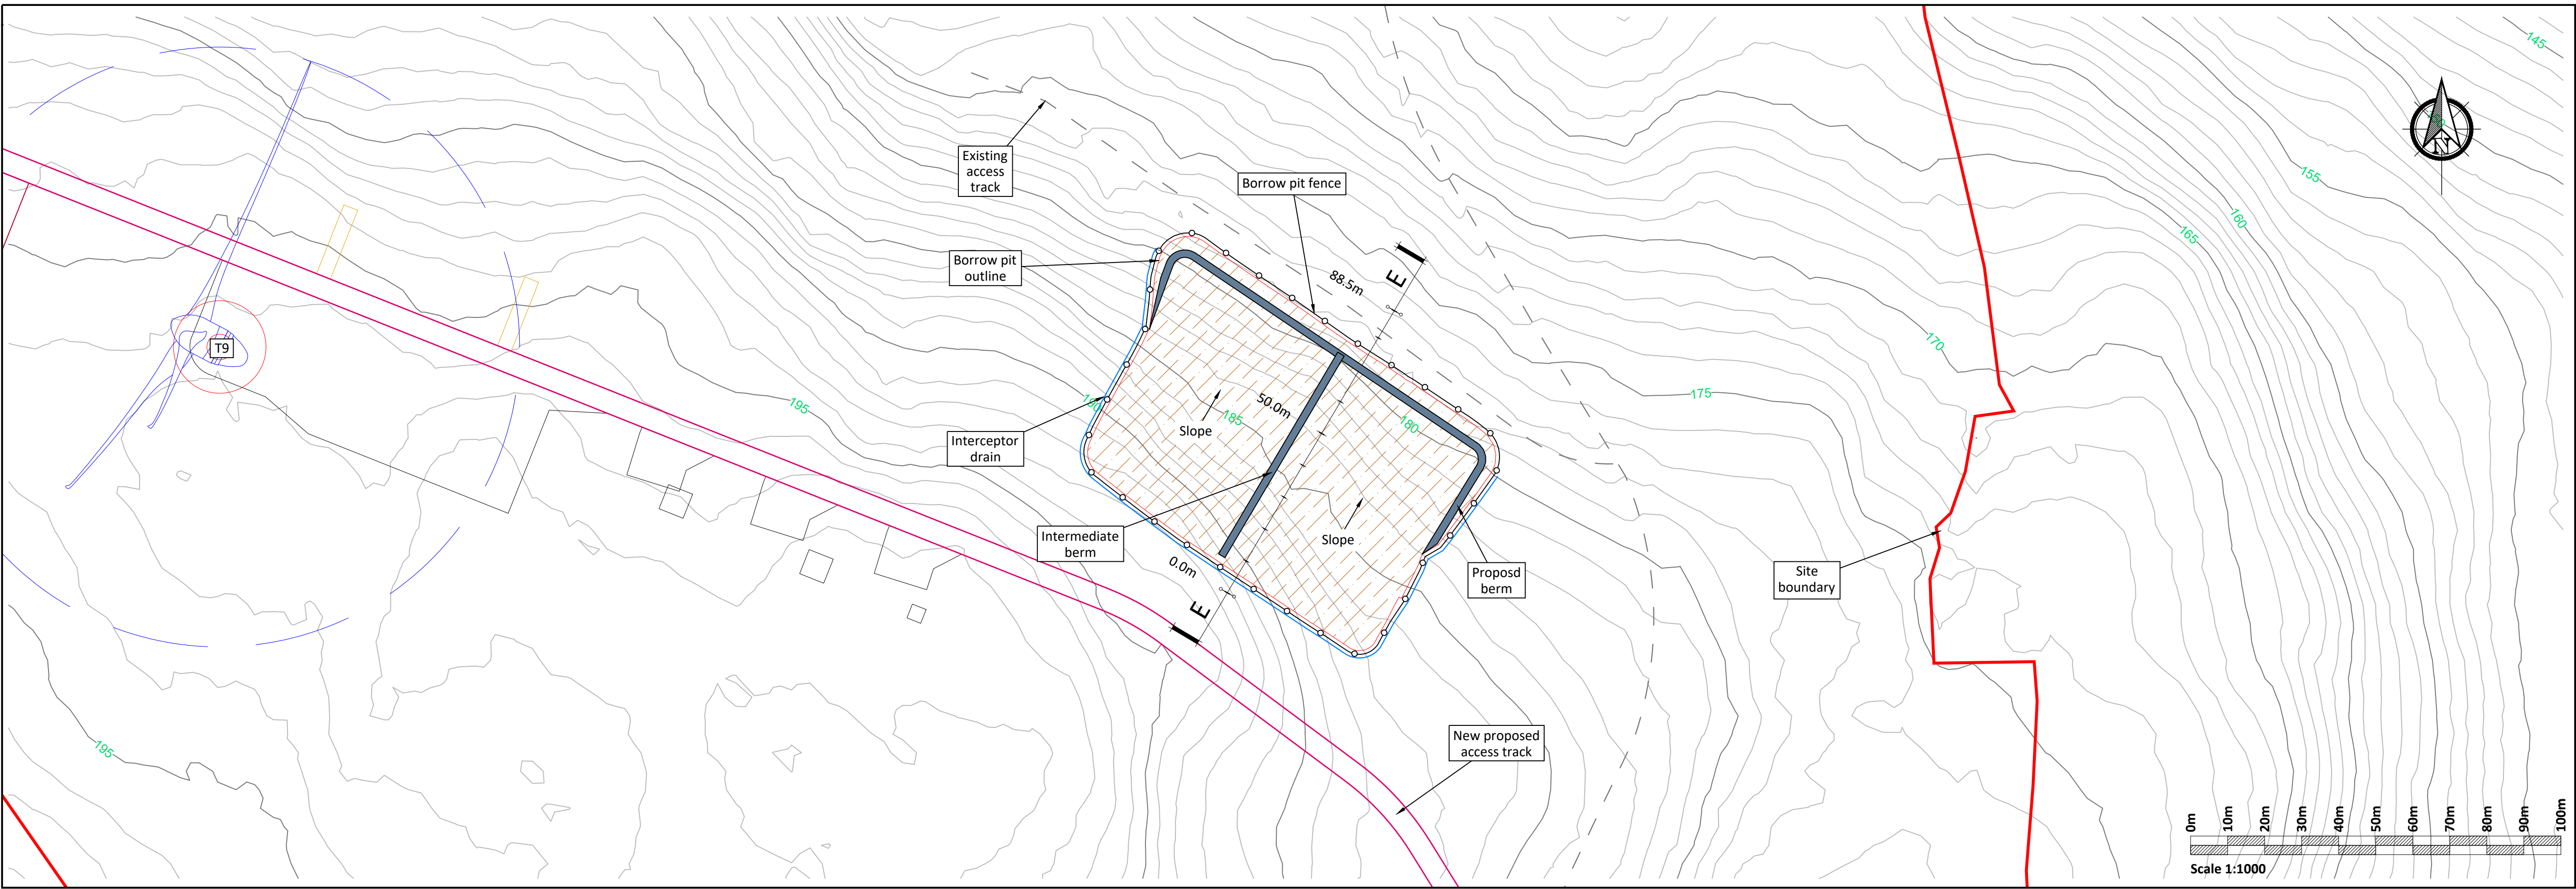 145
150
N
155
160
165
170
175
Existing
access
track
Borrow pit fence
E
88.5m
Borrow pit
outline
T9
190
195
50.0m
185
180
Slope
Interceptor
drain
Slope
Intermediate
berm
0.0m
E
Proposd
berm
Site
boundary
New proposed
access track
195
0m
10m
20m
30m
40m
50m
60m
70m
80m
90m
100m
Scale 1:1000